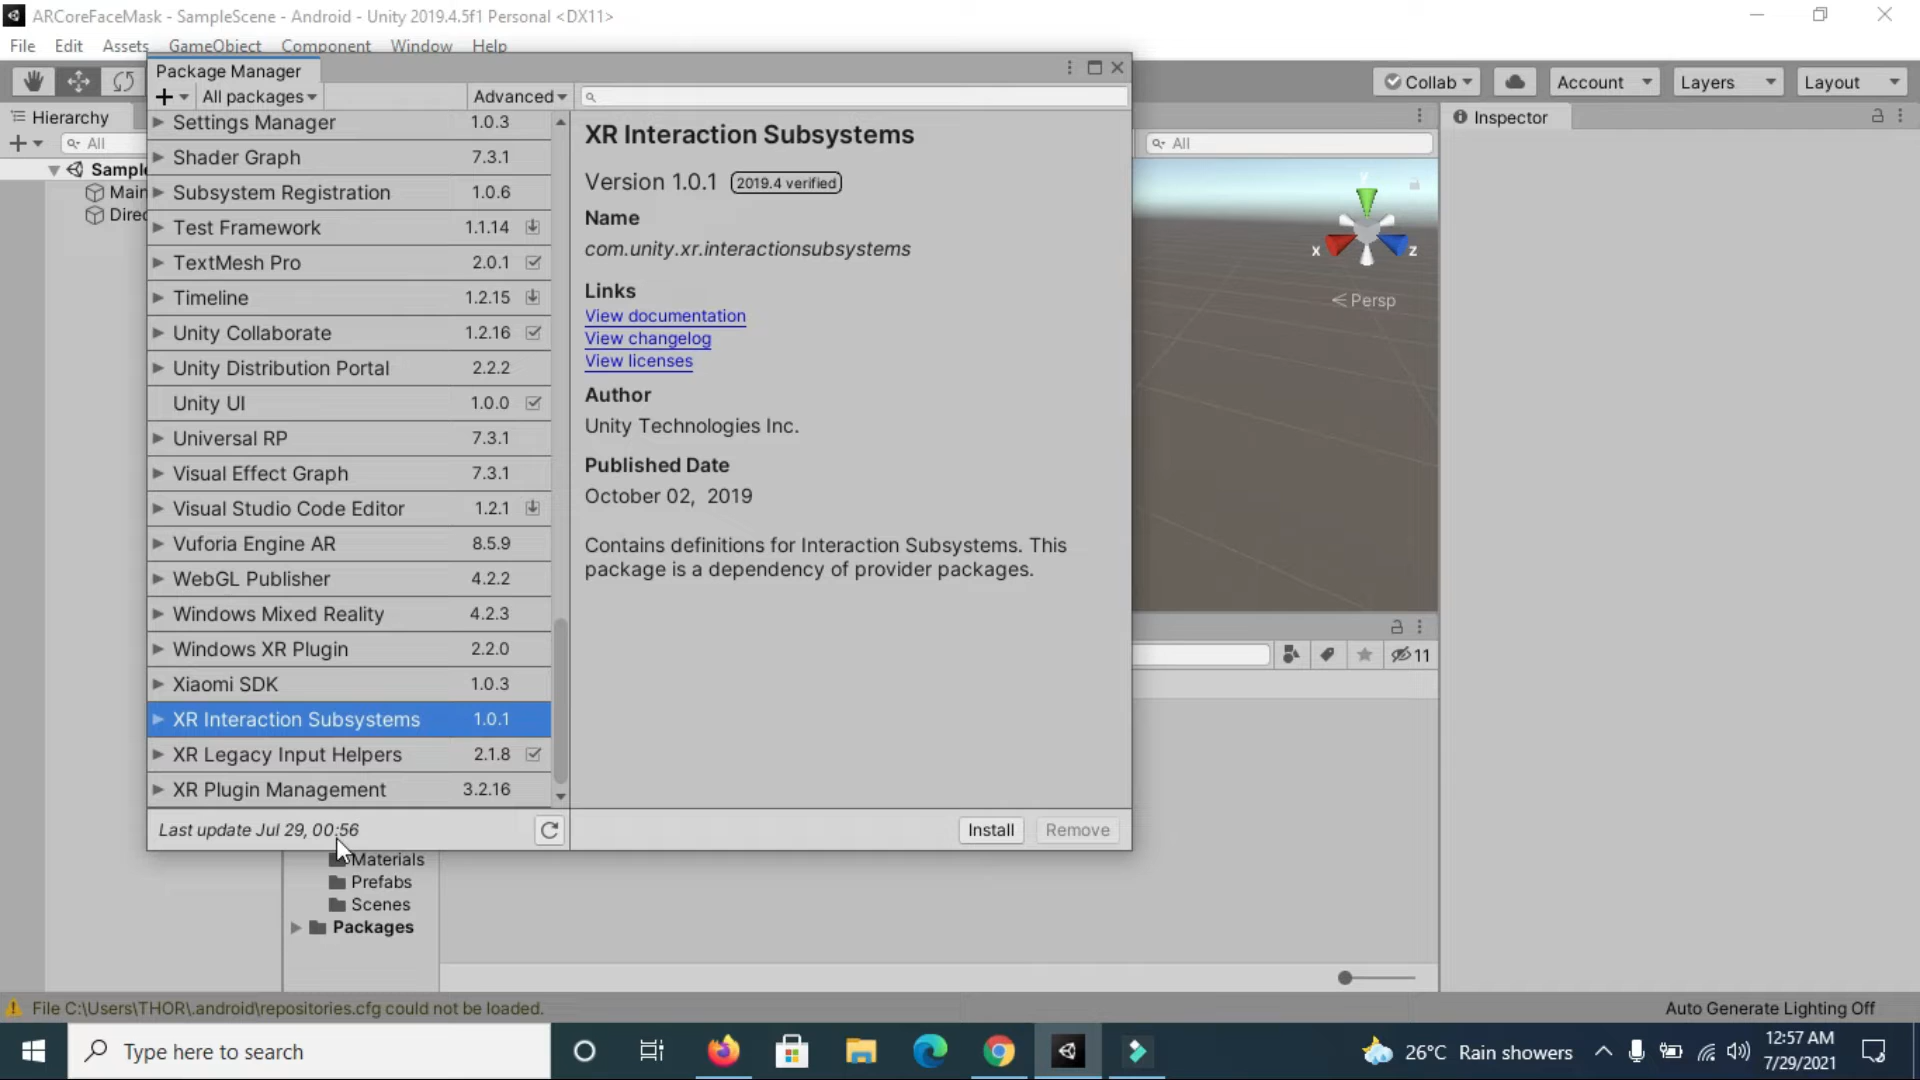 ARCoreFaceMask - SampleScene - Android - Unity 2019.4.5f1 Personal <DX11>
File Edit Assets GameObject Component Window Help
Package Manager
All packages Advanced
Collab Account Layers Layout
Hierarchy
All
Sample
Main
Direc
Settings Manager 1.0.3
Shader Graph 7.3.1
Subsystem Registration 1.0.6
Test Framework 1.1.14
TextMesh Pro 2.0.1
Timeline 1.2.15
Unity Collaborate 1.2.16
Unity Distribution Portal 2.2.2
Unity UI 1.0.0
Universal RP 7.3.1
Visual Effect Graph 7.3.1
Visual Studio Code Editor 1.2.1
Vuforia Engine AR 8.5.9
WebGL Publisher 4.2.2
Windows Mixed Reality 4.2.3
Windows XR Plugin 2.2.0
Xiaomi SDK 1.0.3
XR Interaction Subsystems 1.0.1
XR Legacy Input Helpers 2.1.8
XR Plugin Management 3.2.16
Last update Jul 29, 00:56
XR Interaction Subsystems
Version 1.0.1 2019.4 verified
Name
com.unity.xr.interactionsubsystems
Links
View documentation
View changelog
View licenses
Author
Unity Technologies Inc.
Published Date
October 02, 2019
Contains definitions for Interaction Subsystems. This
package is a dependency of provider packages.
Install Remove
All
y
x
z
Persp
11
Inspector
Materials
Prefabs
Scenes
Packages
File C:\Users\THOR\.android\repositories.cfg could not be loaded.
Auto Generate Lighting Off
Type here to search
26°C Rain showers
12:57 AM
7/29/2021